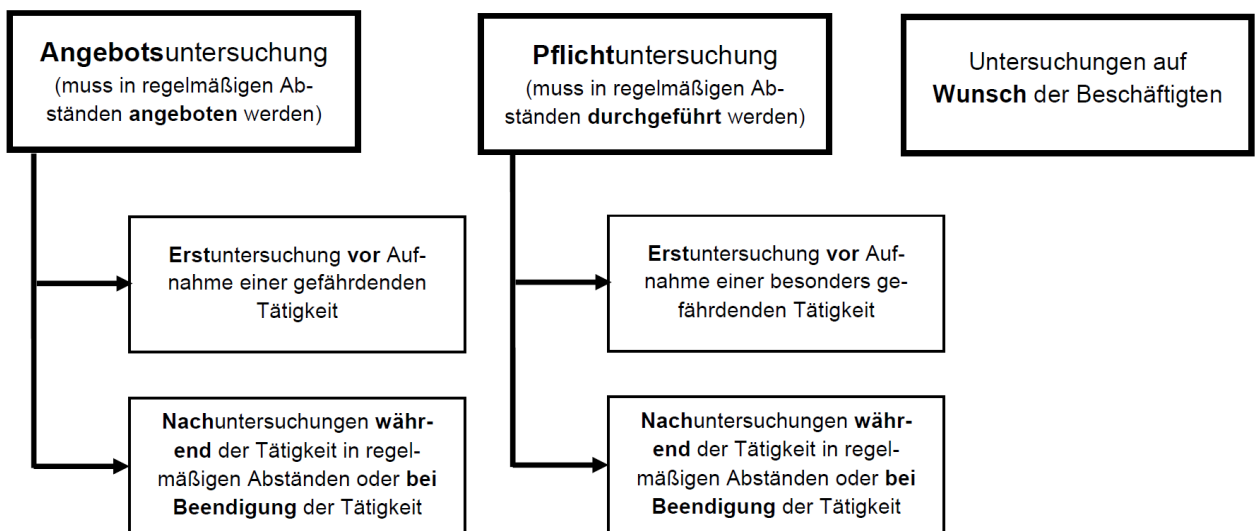 Angebotsuntersuchung
(muss in regelmäßigen Ab-
ständen angeboten werden)
Erstuntersuchung vor Auf-
nahme einer gefährdenden
Tätigkeit
Nachuntersuchungen währ-
end der Tätigkeit in regel-
mäßigen Abständen oder bei
Beendigung der Tätigkeit
Pflichtuntersuchung
(muss in regelmäßigen Ab-
ständen durchgeführt werden)
Erstuntersuchung vor Auf-
nahme einer besonders ge-
fährdenden Tätigkeit
Nachuntersuchungen währ-
end der Tätigkeit in regel-
mäßigen Abständen oder bei
Beendigung der Tätigkeit
Untersuchungen auf
Wunsch der Beschäftigten